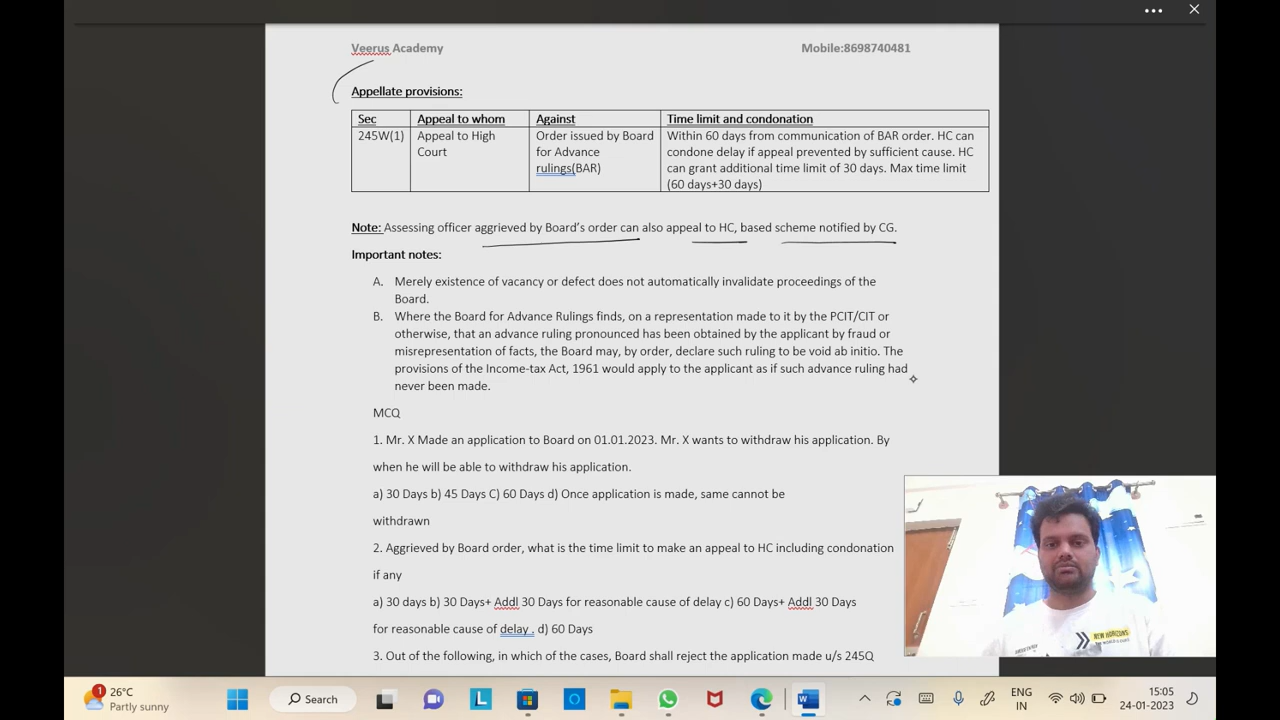 Veerus Academy Mobile:8698740481
Appellate provisions:
Sec Appeal to whom Against Time limit and condonation
245W(1) Appeal to High Order issued by Board Within 60 days from communication of BAR order. HC can
Court for Advance condone delay if appeal prevented by sufficient cause. HC
rulings(BAR) can grant additional time limit of 30 days. Max time limit
(60 days+30 days)
Note: Assessing officer aggrieved by Board's order can also appeal to HC, based scheme notified by CG.
Important notes:
A. Merely existence of vacancy or defect does not automatically invalidate proceedings of the
Board.
B. Where the Board for Advance Rulings finds, on a representation made to it by the PCIT/CIT or
otherwise, that an advance ruling pronounced has been obtained by the applicant by fraud or
misrepresentation of facts, the Board may, by order, declare such ruling to be void ab initio. The
provisions of the Income-tax Act, 1961 would apply to the applicant as if such advance ruling had
never been made.
MCQ
1. Mr. X Made an application to Board on 01.01.2023. Mr. X wants to withdraw his application. By
when he will be able to withdraw his application.
a) 30 Days b) 45 Days C) 60 Days d) Once application is made, same cannot be
withdrawn
2. Aggrieved by Board order, what is the time limit to make an appeal to HC including condonation
if any
a) 30 days b) 30 Days+ Addl 30 Days for reasonable cause of delay c) 60 Days+ Addl 30 Days
for reasonable cause of delay . d) 60 Days
3. Out of the following, in which of the cases, Board shall reject the application made u/s 245Q
NEW HORIZONS
1
26°C
Partly sunny
Search
ENG
IN
15:05
24-01-2023